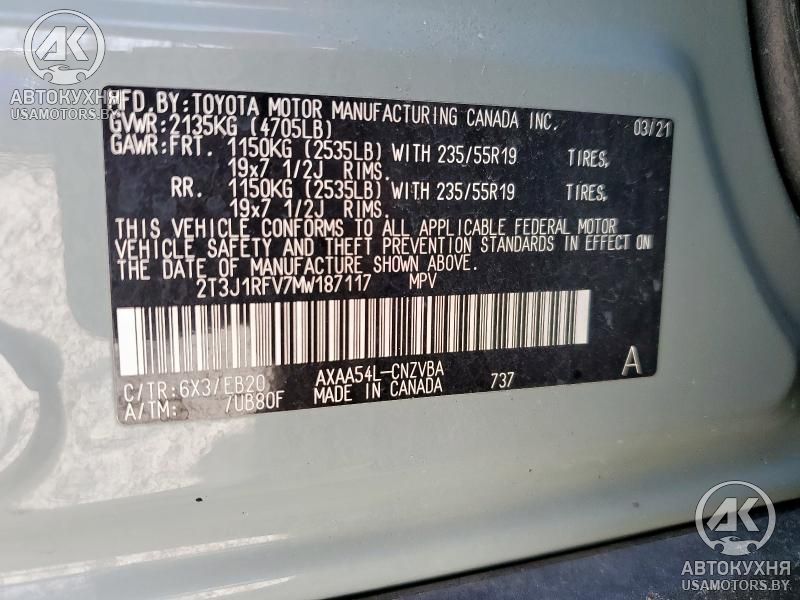 AK
АВТОКУХНЯ
USAMOTORS.BY
MFD.BY:TOYOTA MOTOR MANUFACTURING CANADA INC.
GVWR:2135KG (4705LB) 03/21
GAWR:FRT. 1150KG (2535LB) WITH 235/55R19 TIRES,
19x7 1/2J RIMS.
RR. 1150KG (2535LB) WITH 235/55R19 TIRES,
19x7 1/2J RIMS.
THIS VEHICLE CONFORMS TO ALL APPLICABLE FEDERAL MOTOR
VEHICLE SAFETY AND THEFT PREVENTION STANDARDS IN EFFECT ON
THE DATE OF MANUFACTURE SHOWN ABOVE.
2T3J1RFV7MW187117 MPV
C/TR:6X3/EB20 AXAA54L-CNZVBA A
A/TM: /UB80F MADE IN CANADA 737
AK
АВТОКУХНЯ
USAMOTORS.BY